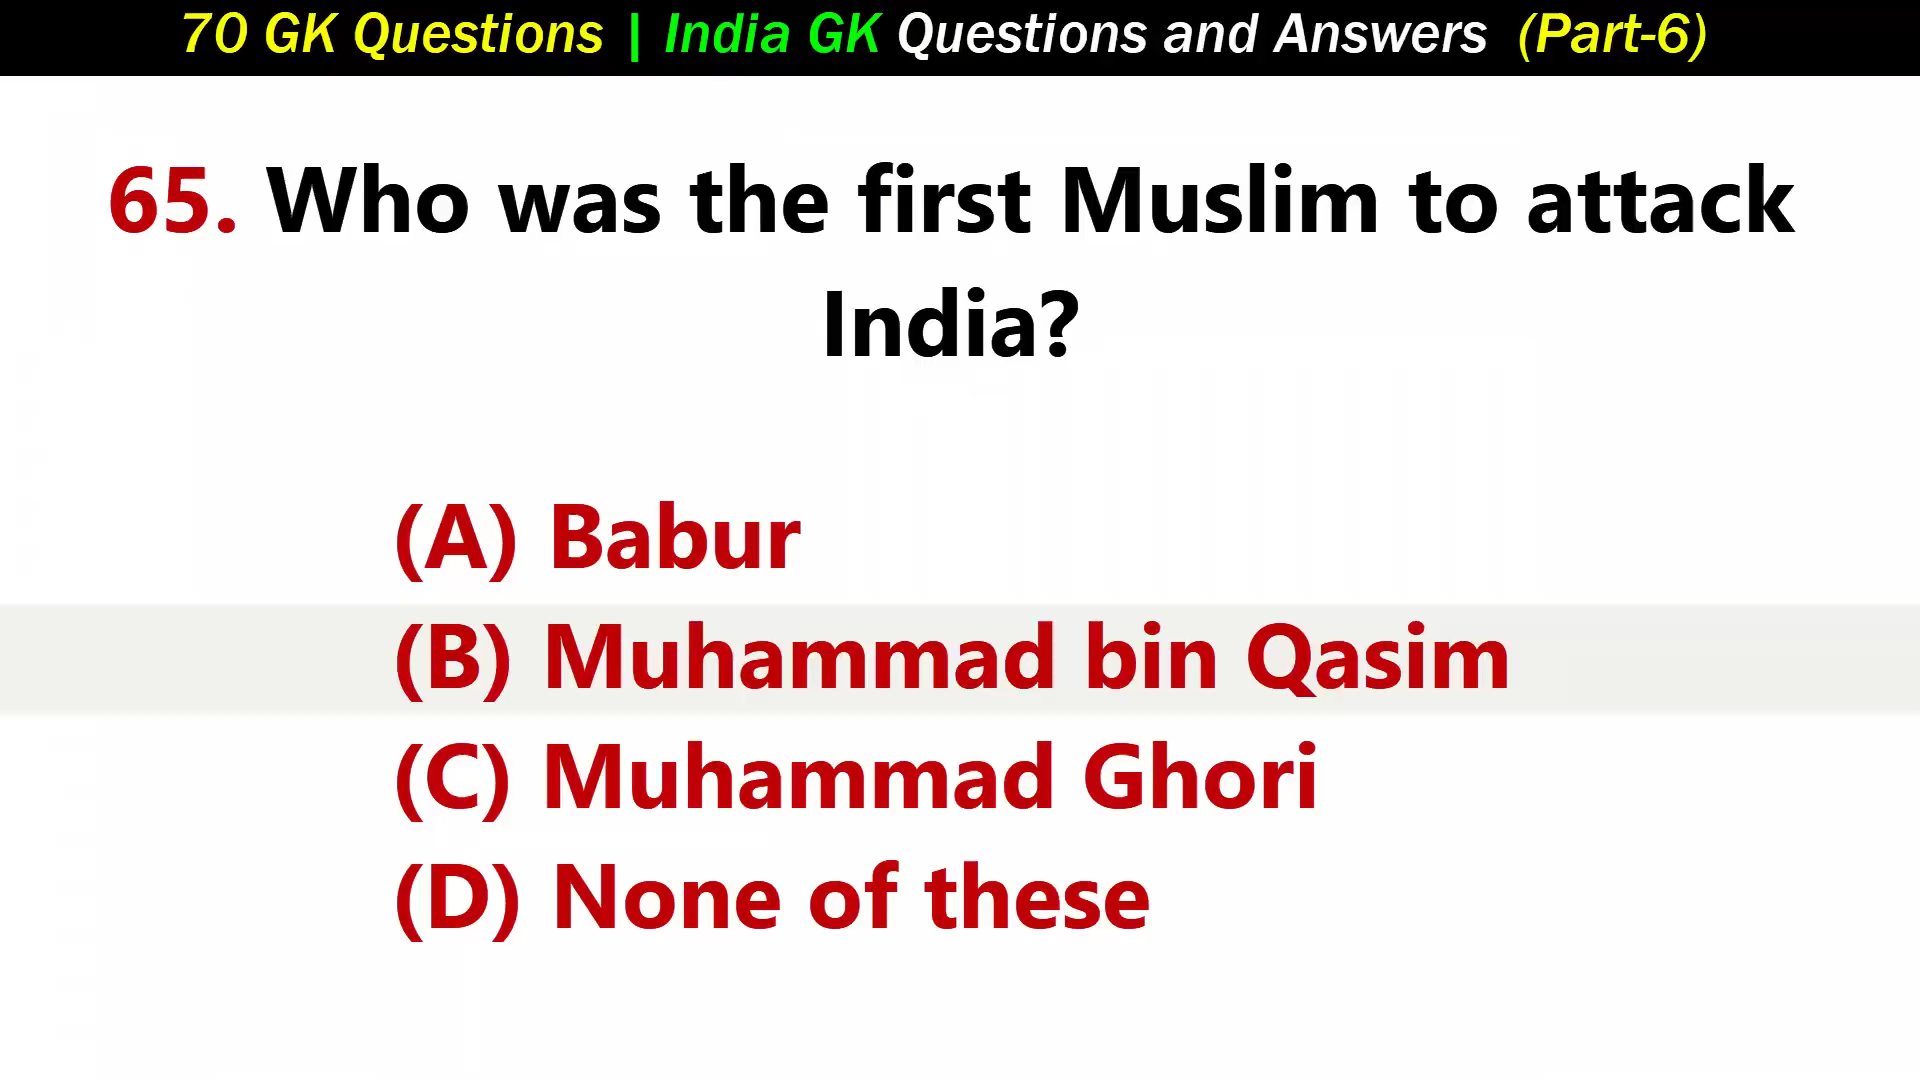 70 GK Questions | India GK Questions and Answers (Part-6)
65. Who was the first Muslim to attack
India?
(A) Babur
(B) Muhammad bin Qasim
(C) Muhammad Ghori
(D) None of these